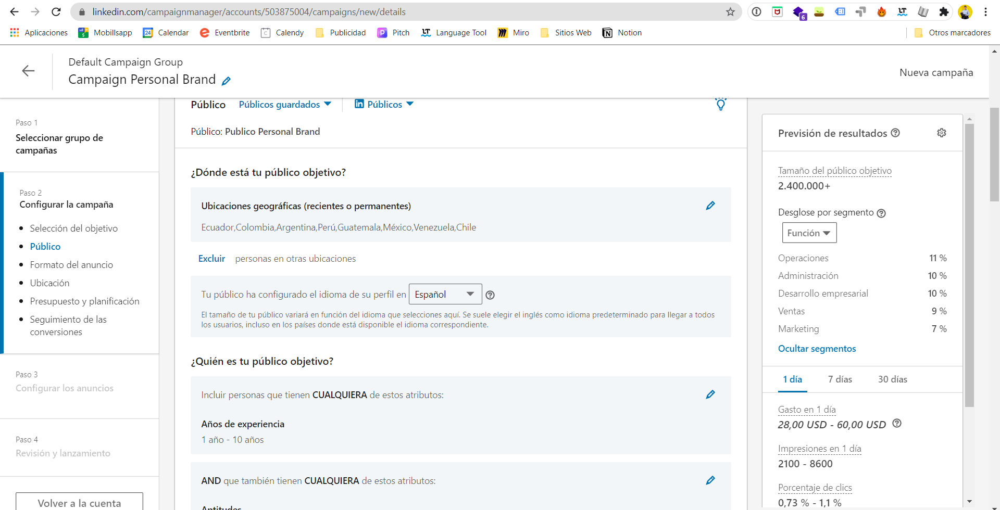 linkedin.com/campaignmanager/accounts/503875004/campaigns/new/details
6
Aplicaciones
Mobillsapp
24
Calendar
Eventbrite
C
Calendy
Publicidad
P
Pitch
LT
Language Tool
Miro
Sitios Web
N
Notion
Otros marcadores
Default Campaign Group
Campaign Personal Brand
Nueva campaña
Paso 1
Seleccionar grupo de
campañas
Paso 2
Configurar la campaña
Selección del objetivo
Público
Formato del anuncio
Ubicación
Presupuesto y planificación
Seguimiento de las
conversiones
Paso 3
Configurar los anuncios
Paso 4
Revisión y lanzamiento
Volver a la cuenta
Público
Públicos guardados
in Públicos
Público: Publico Personal Brand
¿Dónde está tu público objetivo?
Ubicaciones geográficas (recientes o permanentes)
Ecuador,Colombia,Argentina,Perú,Guatemala,México,Venezuela,Chile
Excluir personas en otras ubicaciones
Tu público ha configurado el idioma de su perfil en Español
El tamaño de tu público variará en función del idioma que selecciones aquí. Se suele elegir el inglés como idioma predeterminado para llegar a todos
los usuarios, incluso en los países donde está disponible el idioma correspondiente.
¿Quién es tu público objetivo?
Incluir personas que tienen CUALQUIERA de estos atributos:
Años de experiencia
1 año - 10 años
AND que también tienen CUALQUIERA de estos atributos:
Aptitudes
Previsión de resultados
Tamaño del público objetivo
2.400.000+
Desglose por segmento
Función
Operaciones 11 %
Administración 10 %
Desarrollo empresarial 10 %
Ventas 9 %
Marketing 7 %
Ocultar segmentos
1 día 7 días 30 días
Gasto en 1 día
28,00 USD - 60,00 USD
Impresiones en 1 día
2100 - 8600
Porcentaje de clics
0,73 % - 1,1 %